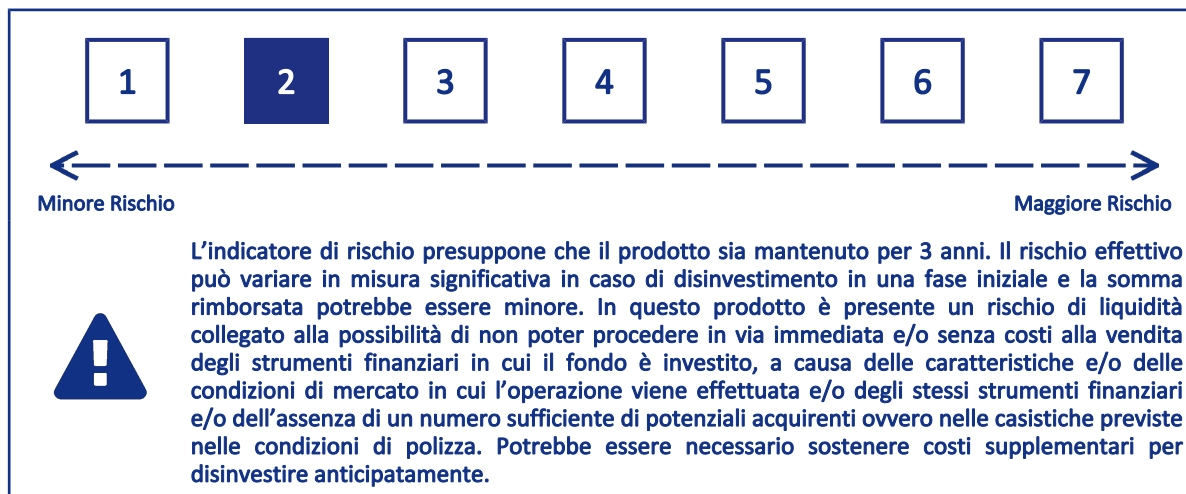 1 2 3 4 5 6 7
Minore Rischio Maggiore Rischio
L'indicatore di rischio presuppone che il prodotto sia mantenuto per 3 anni. Il rischio effettivo
può variare in misura significativa in caso di disinvestimento in una fase iniziale e la somma
rimborsata potrebbe essere minore. In questo prodotto è presente un rischio di liquidità
collegato alla possibilità di non poter procedere in via immediata e/o senza costi alla vendita
degli strumenti finanziari in cui il fondo è investito, a causa delle caratteristiche e/o delle
condizioni di mercato in cui l'operazione viene effettuata e/o degli stessi strumenti finanziari
e/o dell'assenza di un numero sufficiente di potenziali acquirenti ovvero nelle casistiche previste
nelle condizioni di polizza. Potrebbe essere necessario sostenere costi supplementari per
disinvestire anticipatamente.